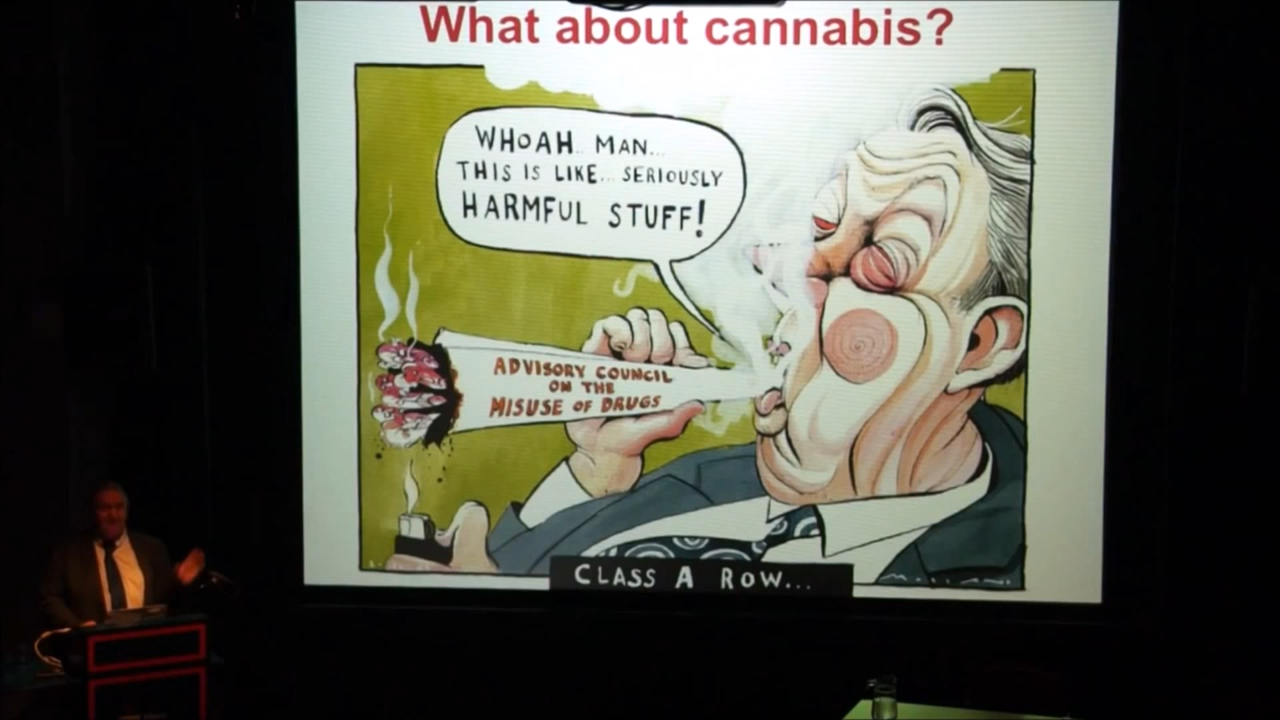 What about cannabis?
WHOAH.. MAN...
THIS IS LIKE... SERIOUSLY
HARMFUL STUFF!
ADVISORY COUNCIL
ON THE
MISUSE OF DRUGS
CLASS A ROW...